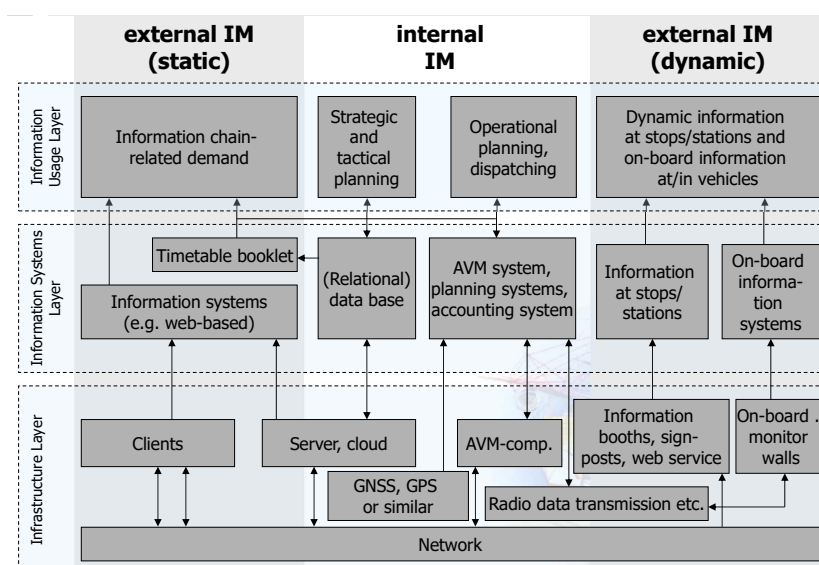 external IM
(static)
internal
IM
external IM
(dynamic)
Information
Usage Layer
Information chain-
related demand
Strategic
and
tactical
planning
Operational
planning,
dispatching
Dynamic information
at stops/stations and
on-board information
at/in vehicles
Information Systems
Layer
Timetable booklet
Information systems
(e.g. web-based)
(Relational)
data base
AVM system,
planning systems,
accounting system
Information
at stops/
stations
On-board
informa-
tion
systems
Infrastructure Layer
Clients
Server, cloud
AVM-comp.
Information
booths, sign-
posts, web service
On-board .
monitor
walls
GNSS, GPS
or similar
Radio data transmission etc.
Network